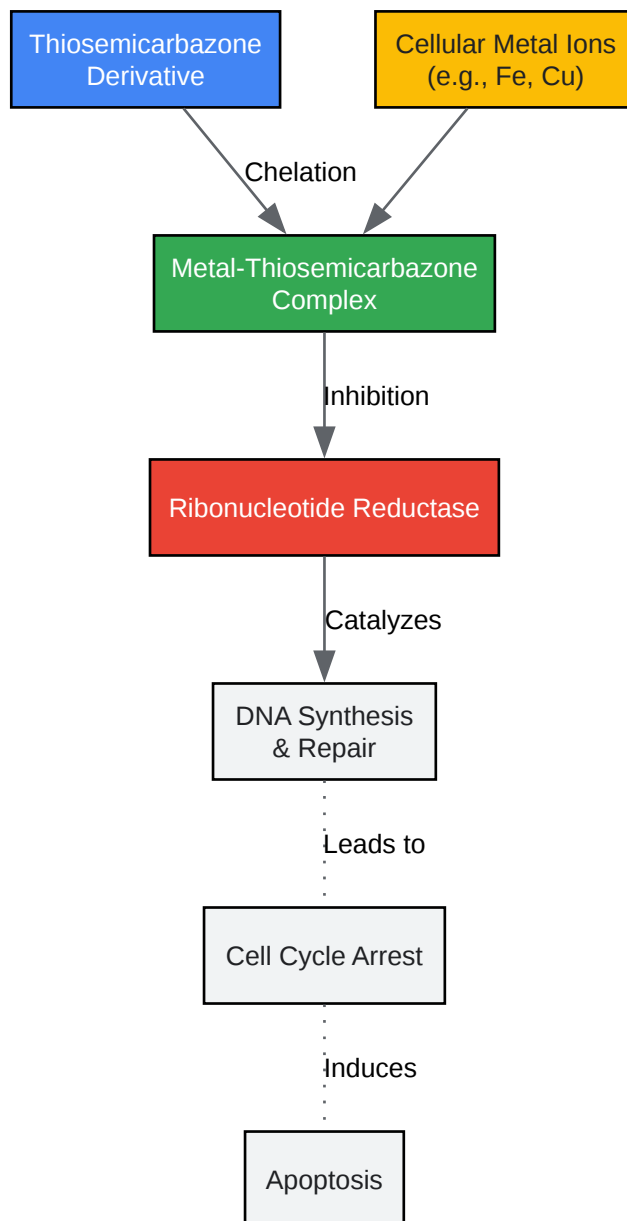 Thiosemicarbazone
Derivative
Cellular Metal Ions
(e.g., Fe, Cu)
Chelation
Metal-Thiosemicarbazone
Complex
Inhibition
Ribonucleotide Reductase
Catalyzes
DNA Synthesis
& Repair
Leads to
Cell Cycle Arrest
Induces
Apoptosis